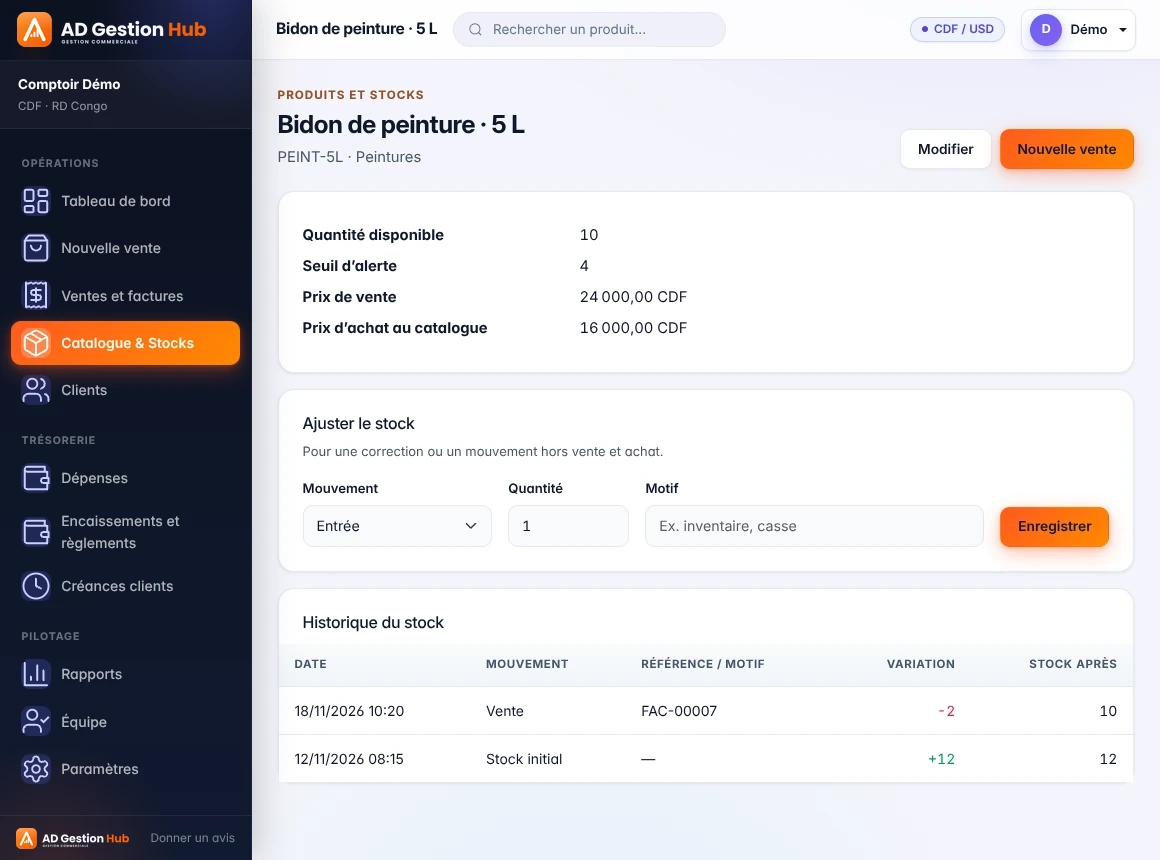 AD Gestion Hub
GESTION COMMERCIALE
Bidon de peinture · 5 L
Rechercher un produit...
CDF / USD
D
Démo
Comptoir Démo
CDF · RD Congo
OPÉRATIONS
Tableau de bord
Nouvelle vente
Ventes et factures
Catalogue & Stocks
Clients
TRÉSORERIE
Dépenses
Encaissements et
règlements
Créances clients
PILOTAGE
Rapports
Équipe
Paramètres
AD Gestion Hub
GESTION COMMERCIALE
Donner un avis
PRODUITS ET STOCKS
Bidon de peinture · 5 L
PEINT-5L · Peintures
Modifier
Nouvelle vente
Quantité disponible 10
Seuil d’alerte 4
Prix de vente 24 000,00 CDF
Prix d’achat au catalogue 16 000,00 CDF
Ajuster le stock
Pour une correction ou un mouvement hors vente et achat.
Mouvement Quantité Motif
Entrée 1 Ex. inventaire, casse Enregistrer
Historique du stock
DATE MOUVEMENT RÉFÉRENCE / MOTIF VARIATION STOCK APRÈS
18/11/2026 10:20 Vente FAC-00007 -2 10
12/11/2026 08:15 Stock initial — +12 12